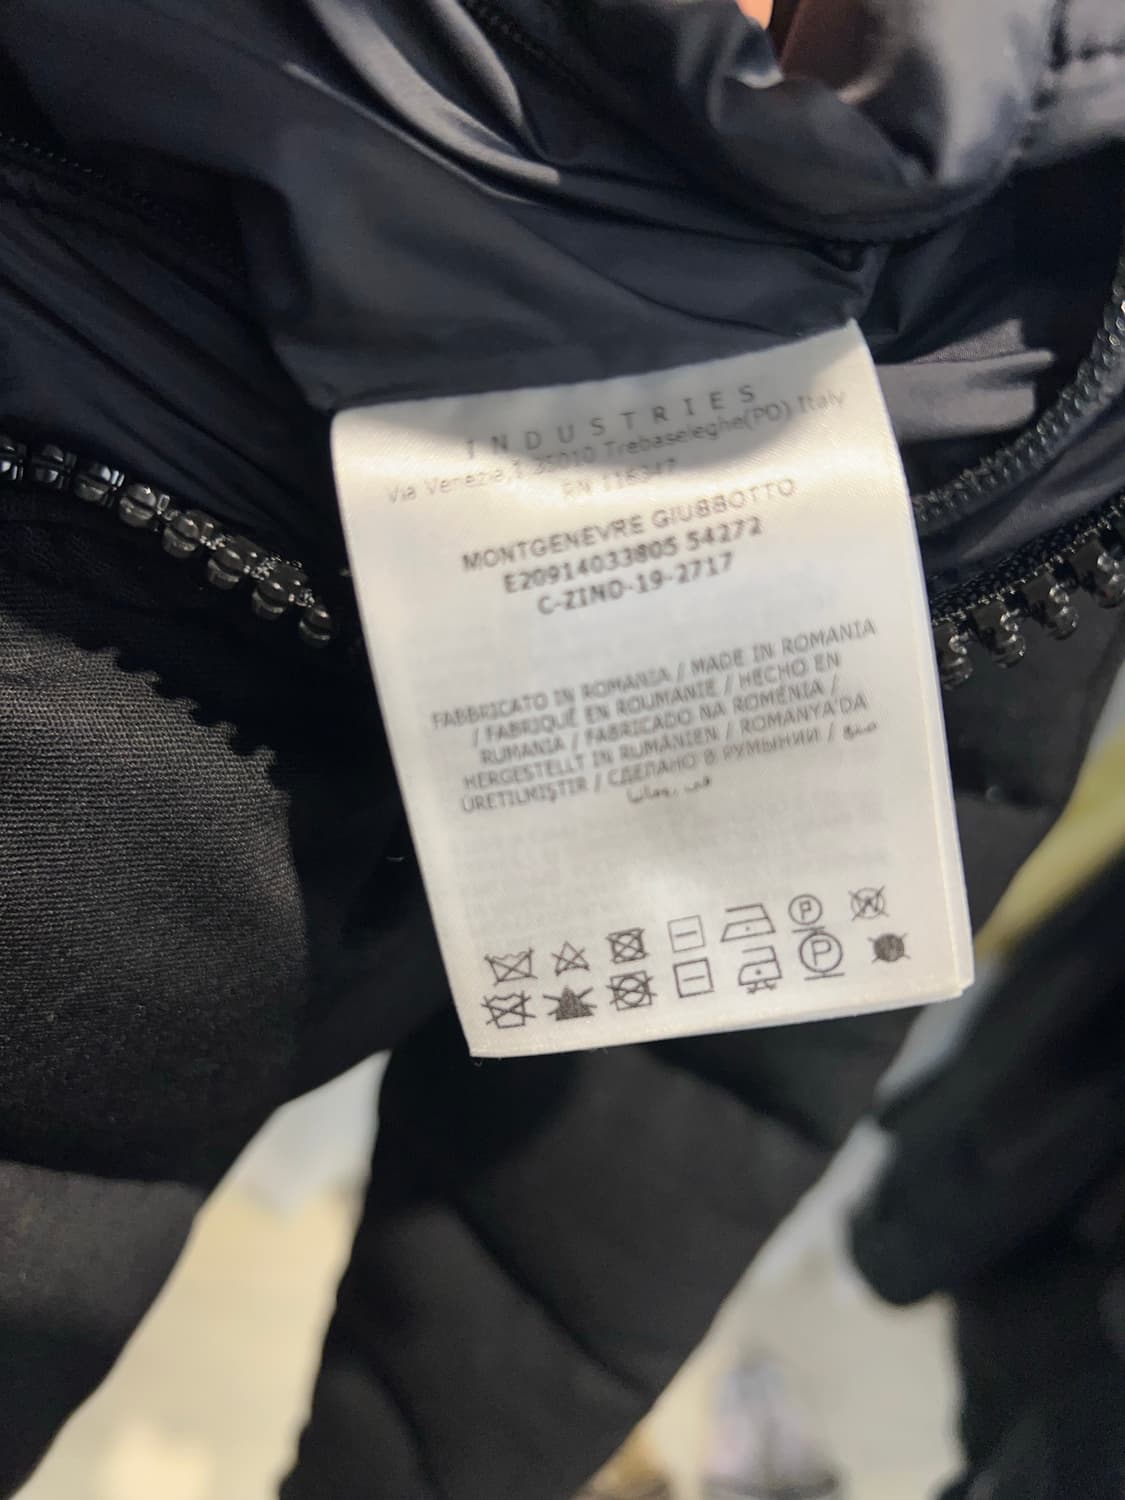 INDUSTRIES
Via Venezia,1 35010 Trebaseleghe(PD) Italy
RN 116347
MONTGENEVRE GIUBBOTTO
E20914033805 54272
C-ZINO-19-2717
FABBRICATO IN ROMANIA / MADE IN ROMANIA
/ FABRIQUÉ EN ROUMANIE / HECHO EN
RUMANIA / FABRICADO NA ROMÉNIA /
HERGESTELLT IN RUMÄNIEN / ROMANYA'DA
ÜRETILMIŞTIR / СДЕЛАНО В РУМЫНИИ / صنع
في رومانيا
P W
P